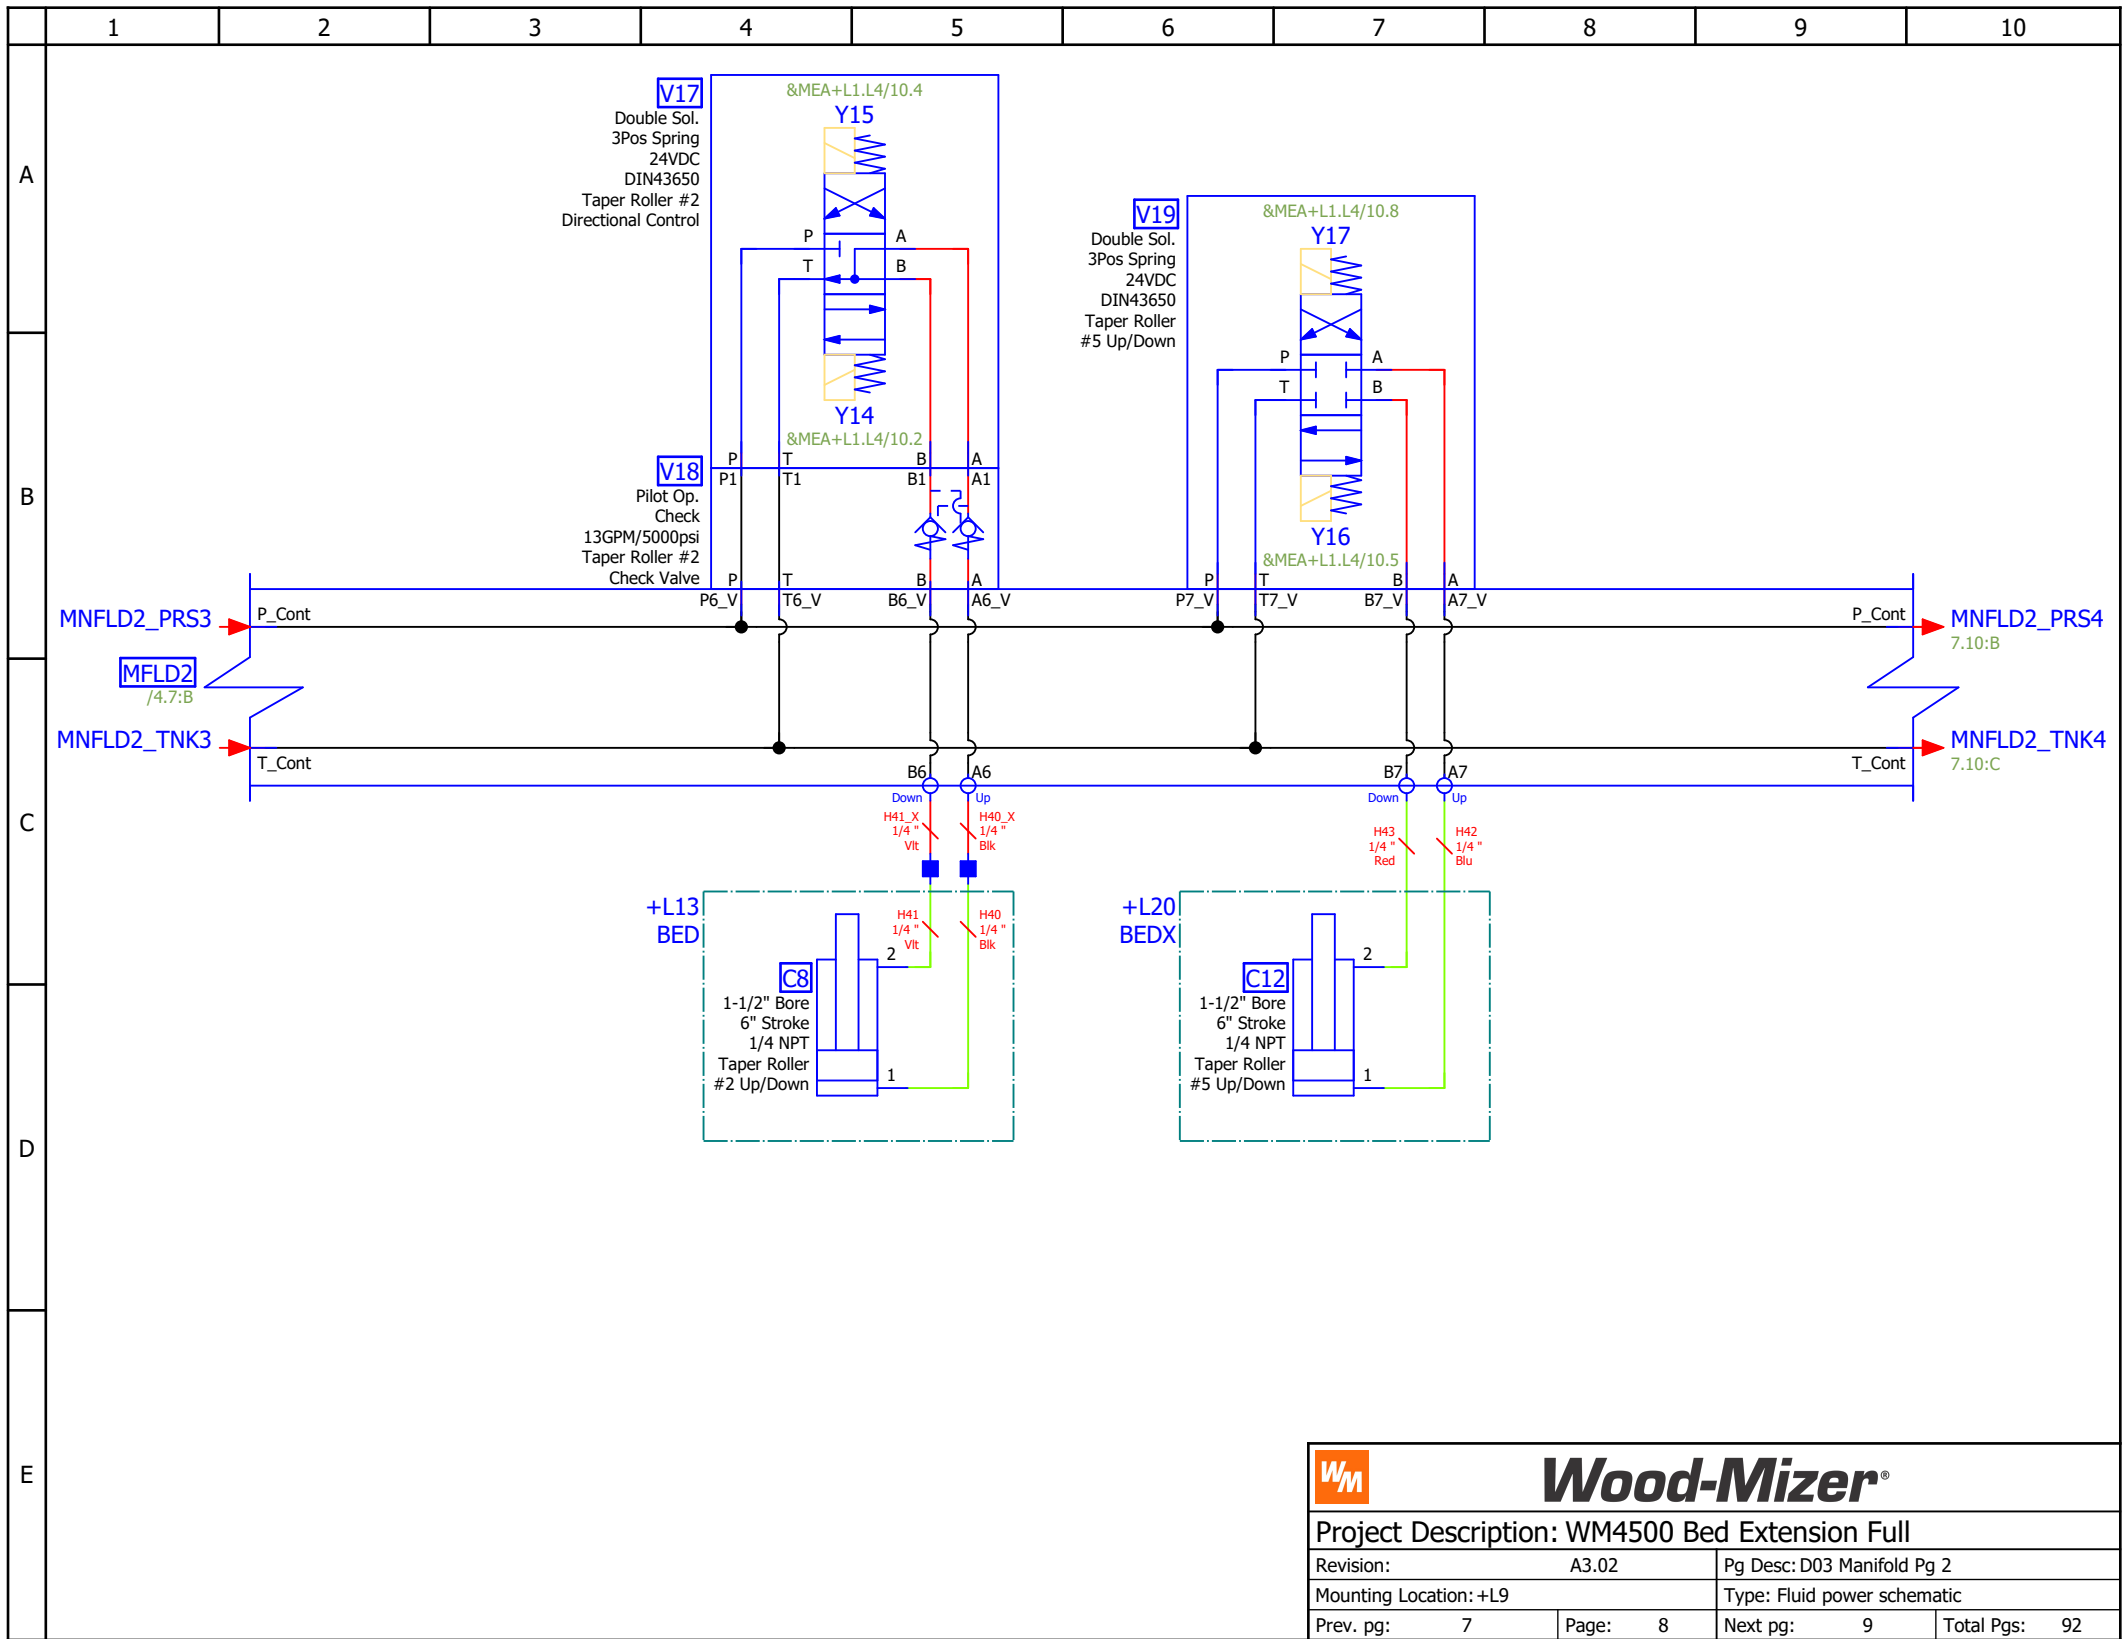 1 2 3 4 5 6 7 8 9 10
A
B
C
D
E
V17
Double Sol.
3Pos Spring
24VDC
DIN43650
Taper Roller #2
Directional Control
&MEA+L1.L4/10.4
Y15
P A
T B
Y14
&MEA+L1.L4/10.2
P T B A
V18
Pilot Op.
Check
13GPM/5000psi
Taper Roller #2
Check Valve
P1 T1 B1 A1
P T B A
P6_V T6_V B6_V A6_V
V19
Double Sol.
3Pos Spring
24VDC
DIN43650
Taper Roller
#5 Up/Down
&MEA+L1.L4/10.8
Y17
P A
T B
Y16
&MEA+L1.L4/10.5
P T B A
P7_V T7_V B7_V A7_V
MNFLD2_PRS3
P_Cont
P_Cont
MNFLD2_PRS4
7.10:B
MFLD2
/4.7:B
MNFLD2_TNK3
T_Cont
T_Cont
MNFLD2_TNK4
7.10:C
B6 A6
Down Up
H41_X
1/4 "
Vlt
H40_X
1/4 "
Blk
B7 A7
Down Up
H43
1/4 "
Red
H42
1/4 "
Blu
+L13
BED
H41
1/4 "
Vlt
H40
1/4 "
Blk
C8
1-1/2" Bore
6" Stroke
1/4 NPT
Taper Roller
#2 Up/Down
2
1
+L20
BEDX
C12
1-1/2" Bore
6" Stroke
1/4 NPT
Taper Roller
#5 Up/Down
2
1
WM
Wood-Mizer®
Project Description: WM4500 Bed Extension Full
Revision: A3.02
Pg Desc: D03 Manifold Pg 2
Mounting Location: +L9
Type: Fluid power schematic
Prev. pg: 7 Page: 8 Next pg: 9 Total Pgs: 92